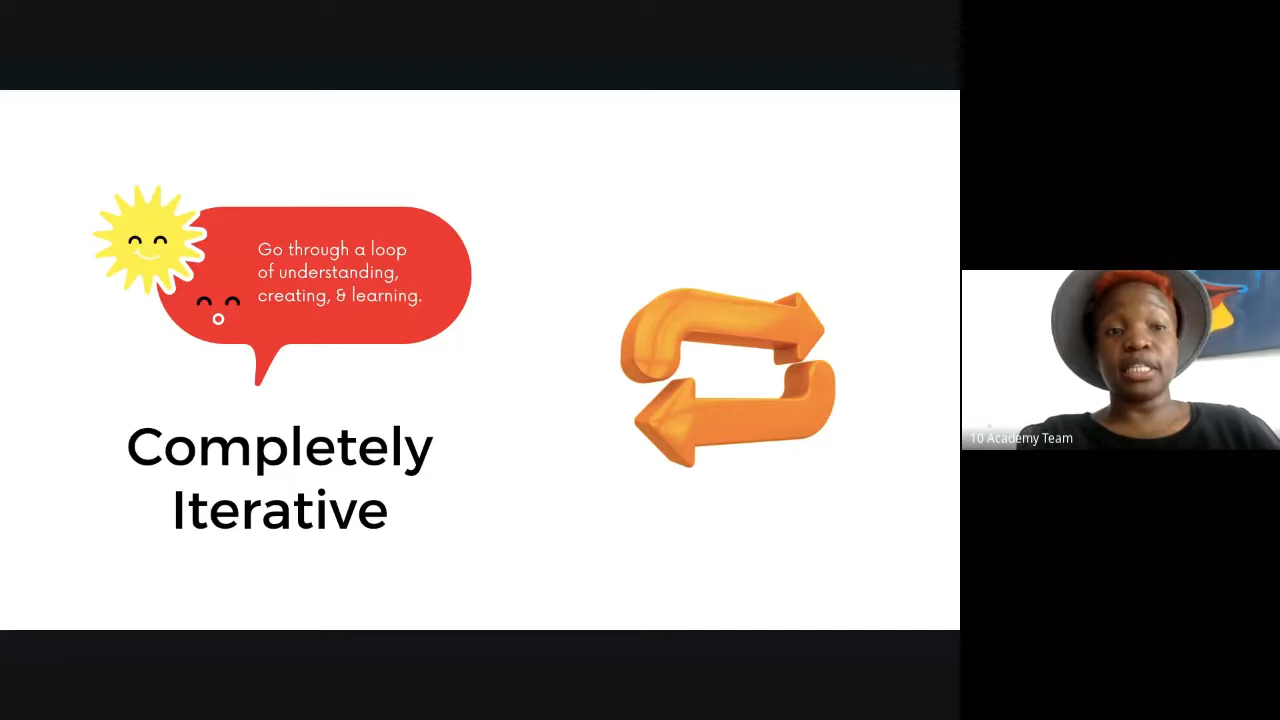 Go through a loop
of understanding,
creating, & learning.
Completely
Iterative
10 Academy Team